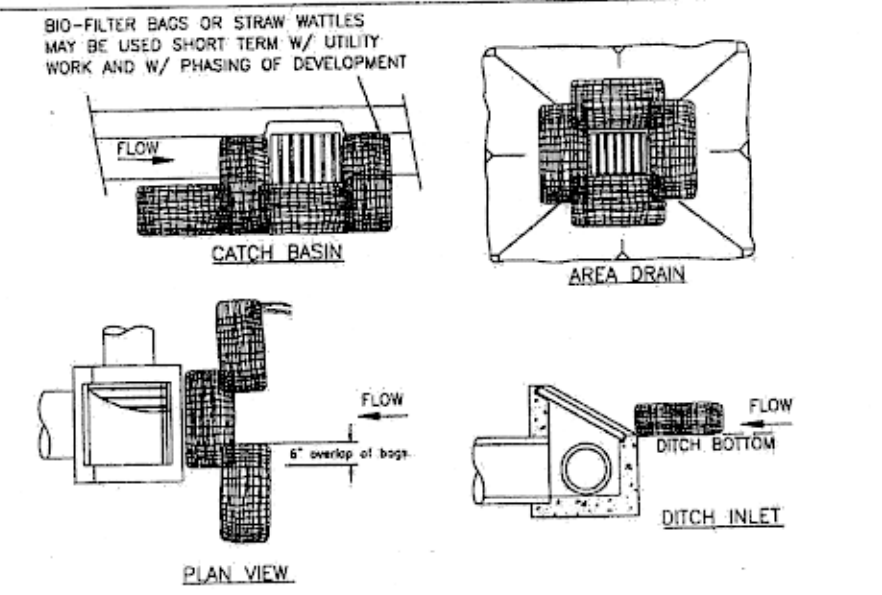 BIO-FILTER BAGS OR STRAW WATTLES
MAY BE USED SHORT TERM W/ UTILITY
WORK AND W/ PHASING OF DEVELOPMENT
FLOW
CATCH BASIN
AREA DRAIN
FLOW
6" overlap of bags
PLAN VIEW
FLOW
DITCH BOTTOM
DITCH INLET